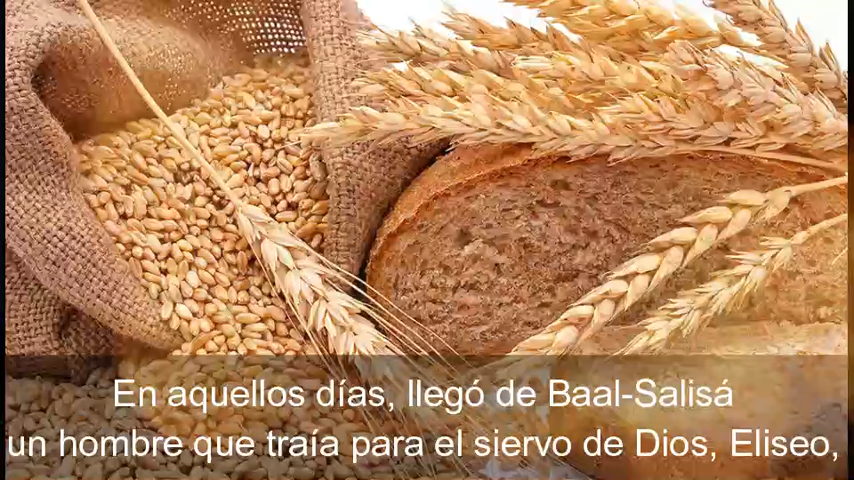 En aquellos días, llegó de Baal-Salisá
un hombre que traía para el siervo de Dios, Eliseo,